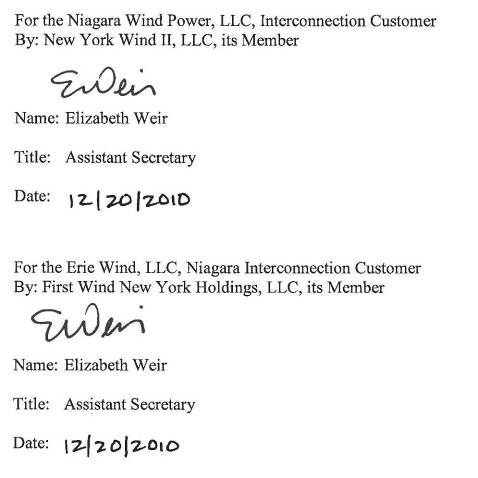 For the Niagara Wind Power, LLC, Interconnection Customer
By: New York Wind II, LLC, its Member
EWeir
Name: Elizabeth Weir
Title: Assistant Secretary
Date: 12/20/2010
For the Erie Wind, LLC, Niagara Interconnection Customer
By: First Wind New York Holdings, LLC, its Member
EWeir
Name: Elizabeth Weir
Title: Assistant Secretary
Date: 12/20/2010